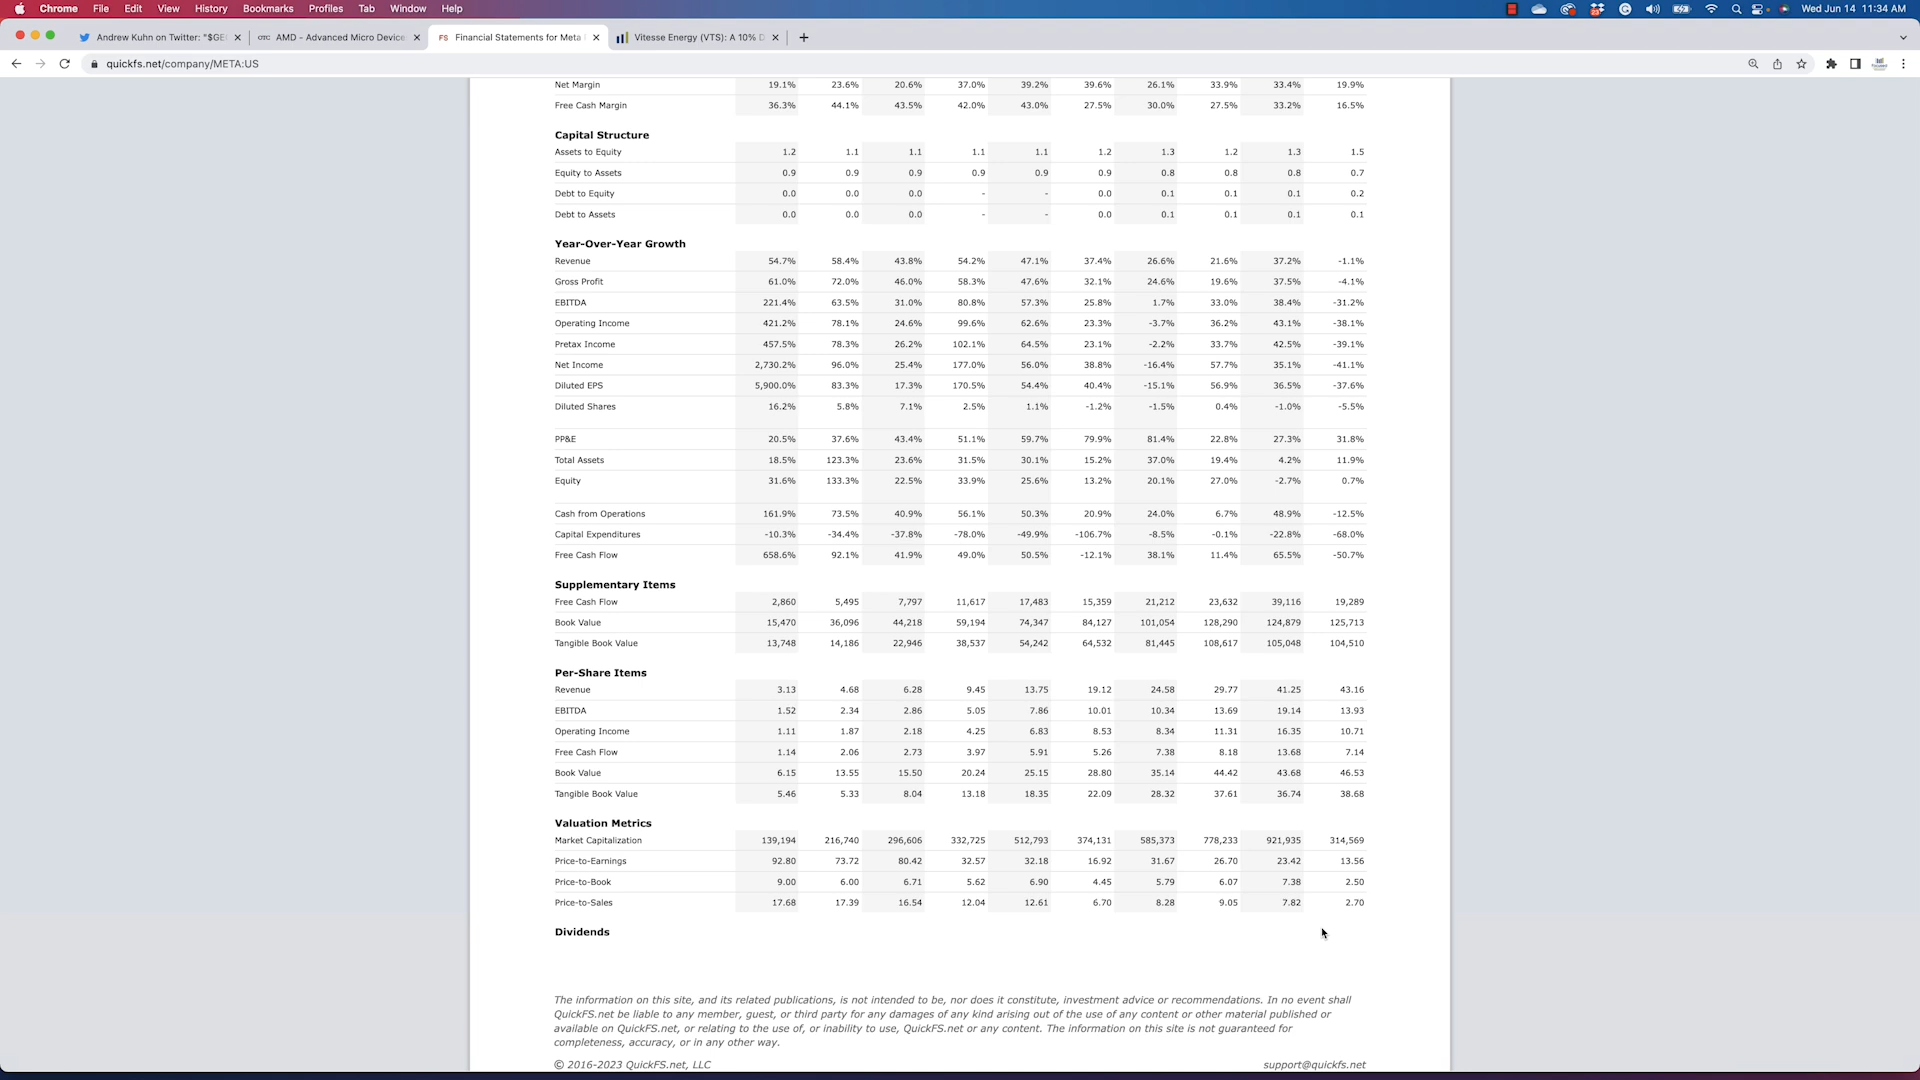 Chrome File Edit View History Bookmarks Profiles Tab Window Help Wed Jun 14 11:34 AM
Andrew Kuhn on Twitter: "$GE AMD - Advanced Micro Device FS Financial Statements for Meta Vitesse Energy (VTS): A 10% D
quickfs.net/company/META:US
Net Margin 19.1% 23.6% 20.6% 37.0% 39.2% 39.6% 26.1% 33.9% 33.4% 19.9%
Free Cash Margin 36.3% 44.1% 43.5% 42.0% 43.0% 27.5% 30.0% 27.5% 33.2% 16.5%
Capital Structure
Assets to Equity 1.2 1.1 1.1 1.1 1.1 1.2 1.3 1.2 1.3 1.5
Equity to Assets 0.9 0.9 0.9 0.9 0.9 0.9 0.8 0.8 0.8 0.7
Debt to Equity 0.0 0.0 0.0 - - 0.0 0.1 0.1 0.1 0.2
Debt to Assets 0.0 0.0 0.0 - - 0.0 0.1 0.1 0.1 0.1
Year-Over-Year Growth
Revenue 54.7% 58.4% 43.8% 54.2% 47.1% 37.4% 26.6% 21.6% 37.2% -1.1%
Gross Profit 61.0% 72.0% 46.0% 58.3% 47.6% 32.1% 24.6% 19.6% 37.5% -4.1%
EBITDA 221.4% 63.5% 31.0% 80.8% 57.3% 25.8% 1.7% 33.0% 38.4% -31.2%
Operating Income 421.2% 78.1% 24.6% 99.6% 62.6% 23.3% -3.7% 36.2% 43.1% -38.1%
Pretax Income 457.5% 78.3% 26.2% 102.1% 64.5% 23.1% -2.2% 33.7% 42.5% -39.1%
Net Income 2,730.2% 96.0% 25.4% 177.0% 56.0% 38.8% -16.4% 57.7% 35.1% -41.1%
Diluted EPS 5,900.0% 83.3% 17.3% 170.5% 54.4% 40.4% -15.1% 56.9% 36.5% -37.6%
Diluted Shares 16.2% 5.8% 7.1% 2.5% 1.1% -1.2% -1.5% 0.4% -1.0% -5.5%
PP&E 20.5% 37.6% 43.4% 51.1% 59.7% 79.9% 81.4% 22.8% 27.3% 31.8%
Total Assets 18.5% 123.3% 23.6% 31.5% 30.1% 15.2% 37.0% 19.4% 4.2% 11.9%
Equity 31.6% 133.3% 22.5% 33.9% 25.6% 13.2% 20.1% 27.0% -2.7% 0.7%
Cash from Operations 161.9% 73.5% 40.9% 56.1% 50.3% 20.9% 24.0% 6.7% 48.9% -12.5%
Capital Expenditures -10.3% -34.4% -37.8% -78.0% -49.9% -106.7% -8.5% -0.1% -22.8% -68.0%
Free Cash Flow 658.6% 92.1% 41.9% 49.0% 50.5% -12.1% 38.1% 11.4% 65.5% -50.7%
Supplementary Items
Free Cash Flow 2,860 5,495 7,797 11,617 17,483 15,359 21,212 23,632 39,116 19,289
Book Value 15,470 36,096 44,218 59,194 74,347 84,127 101,054 128,290 124,879 125,713
Tangible Book Value 13,748 14,186 22,946 38,537 54,242 64,532 81,445 108,617 105,048 104,510
Per-Share Items
Revenue 3.13 4.68 6.28 9.45 13.75 19.12 24.58 29.77 41.25 43.16
EBITDA 1.52 2.34 2.86 5.05 7.86 10.01 10.34 13.69 19.14 13.93
Operating Income 1.11 1.87 2.18 4.25 6.83 8.53 8.34 11.31 16.35 10.71
Free Cash Flow 1.14 2.06 2.73 3.97 5.91 5.26 7.38 8.18 13.68 7.14
Book Value 6.15 13.55 15.50 20.24 25.15 28.80 35.14 44.42 43.68 46.53
Tangible Book Value 5.46 5.33 8.04 13.18 18.35 22.09 28.32 37.61 36.74 38.68
Valuation Metrics
Market Capitalization 139,194 216,740 296,606 332,725 512,793 374,131 585,373 778,233 921,935 314,569
Price-to-Earnings 92.80 73.72 80.42 32.57 32.18 16.92 31.67 26.70 23.42 13.56
Price-to-Book 9.00 6.00 6.71 5.62 6.90 4.45 5.79 6.07 7.38 2.50
Price-to-Sales 17.68 17.39 16.54 12.04 12.61 6.70 8.28 9.05 7.82 2.70
Dividends
The information on this site, and its related publications, is not intended to be, nor does it constitute, investment advice or recommendations. In no event shall
QuickFS.net be liable to any member, guest, or third party for any damages of any kind arising out of the use of any content or other material published or
available on QuickFS.net, or relating to the use of, or inability to use, QuickFS.net or any content. The information on this site is not guaranteed for
completeness, accuracy, or in any other way.
© 2016-2023 QuickFS.net, LLC support@quickfs.net